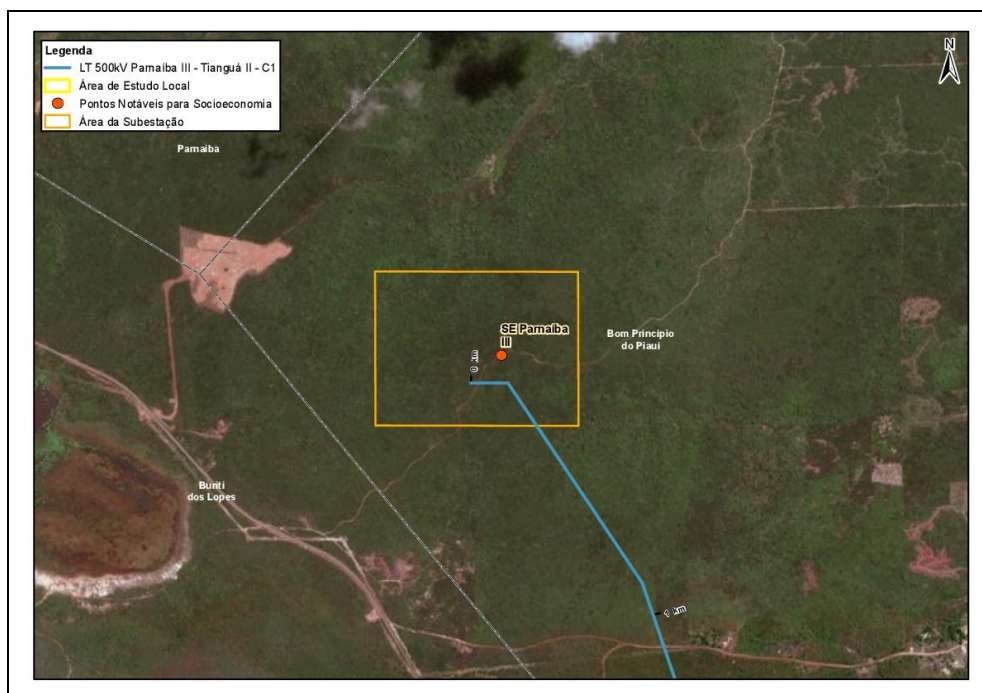 Legenda
LT 500kV Parnaíba III - Tianguá II - C1
Área de Estudo Local
Pontos Notáveis para Socioeconomia
Área da Subestação
N
Parnaíba
SE Parnaíba
III
0 km
Bom Princípio
do Piauí
Buriti
dos Lopes
1 km